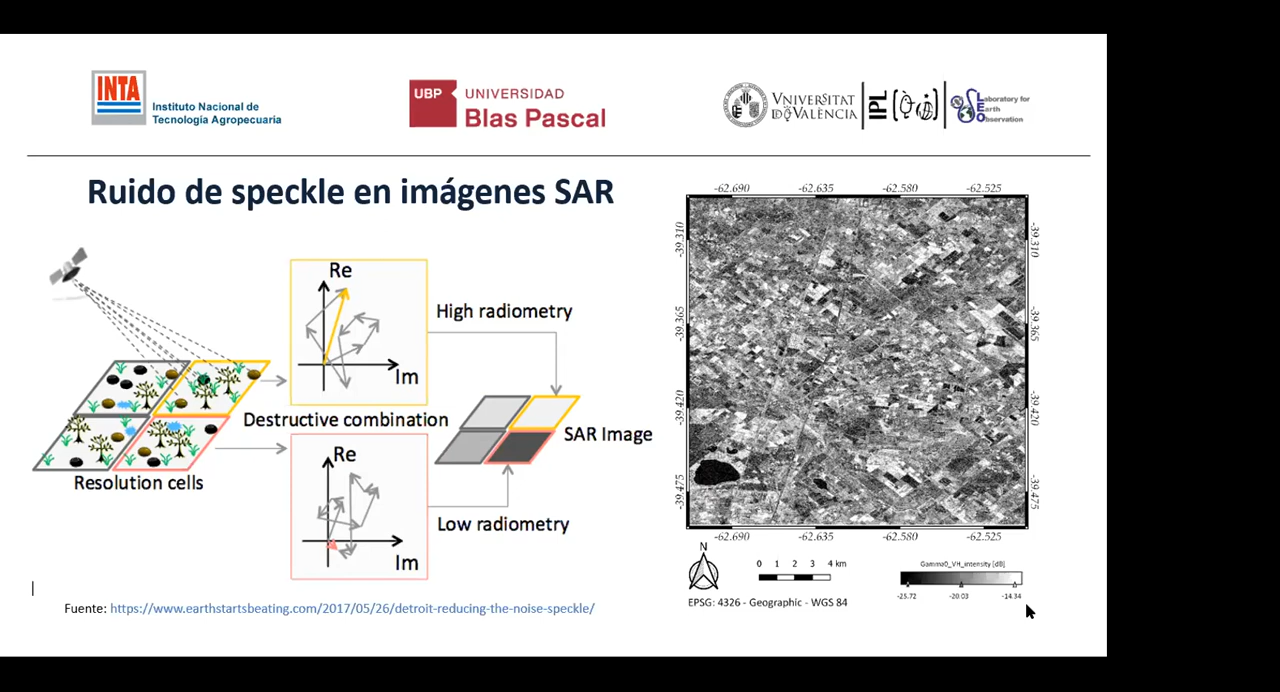 INTA
Instituto Nacional de
Tecnología Agropecuaria
UBP
UNIVERSIDAD
Blas Pascal
VNIVERSITAT
DE VALÈNCIA
IPL
Laboratory for
Earth
Observation
Ruido de speckle en imágenes SAR
Re
Im
High radiometry
Destructive combination
SAR Image
Resolution cells
Re
Im
Low radiometry
Fuente: https://www.earthstartsbeating.com/2017/05/26/detroit-reducing-the-noise-speckle/
-62.690 -62.635 -62.580 -62.525
-39.310 -39.310
-39.365 -39.365
-39.420 -39.420
-39.475 -39.475
-62.690 -62.635 -62.580 -62.525
N
0 1 2 3 4 km
EPSG: 4326 - Geographic - WGS 84
Gamma0_VH_intensity [dB]
-25.72 -20.03 -14.34